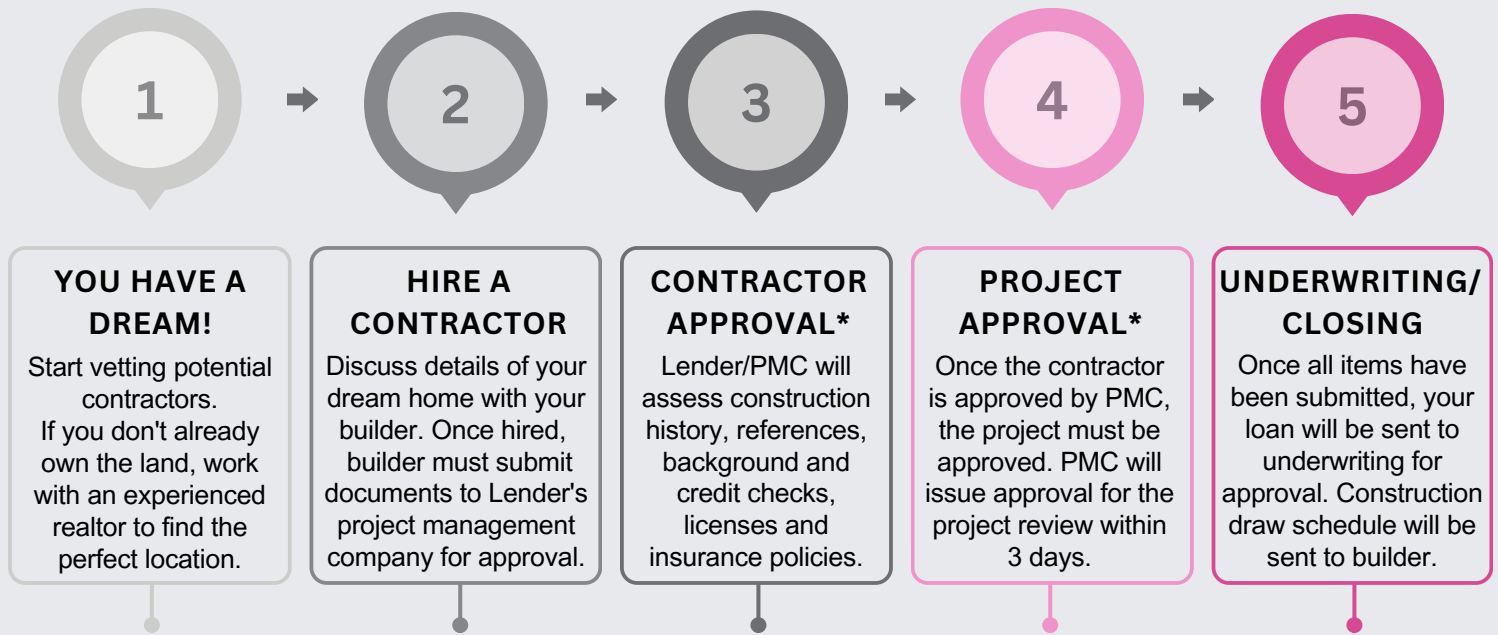 1
2
3
4
5
YOU HAVE A
DREAM!
Start vetting potential
contractors.
If you don't already
own the land, work
with an experienced
realtor to find the
perfect location.
HIRE A
CONTRACTOR
Discuss details of your
dream home with your
builder. Once hired,
builder must submit
documents to Lender's
project management
company for approval.
CONTRACTOR
APPROVAL*
Lender/PMC will
assess construction
history, references,
background and
credit checks,
licenses and
insurance policies.
PROJECT
APPROVAL*
Once the contractor
is approved by PMC,
the project must be
approved. PMC will
issue approval for the
project review within
3 days.
UNDERWRITING/
CLOSING
Once all items have
been submitted, your
loan will be sent to
underwriting for
approval. Construction
draw schedule will be
sent to builder.